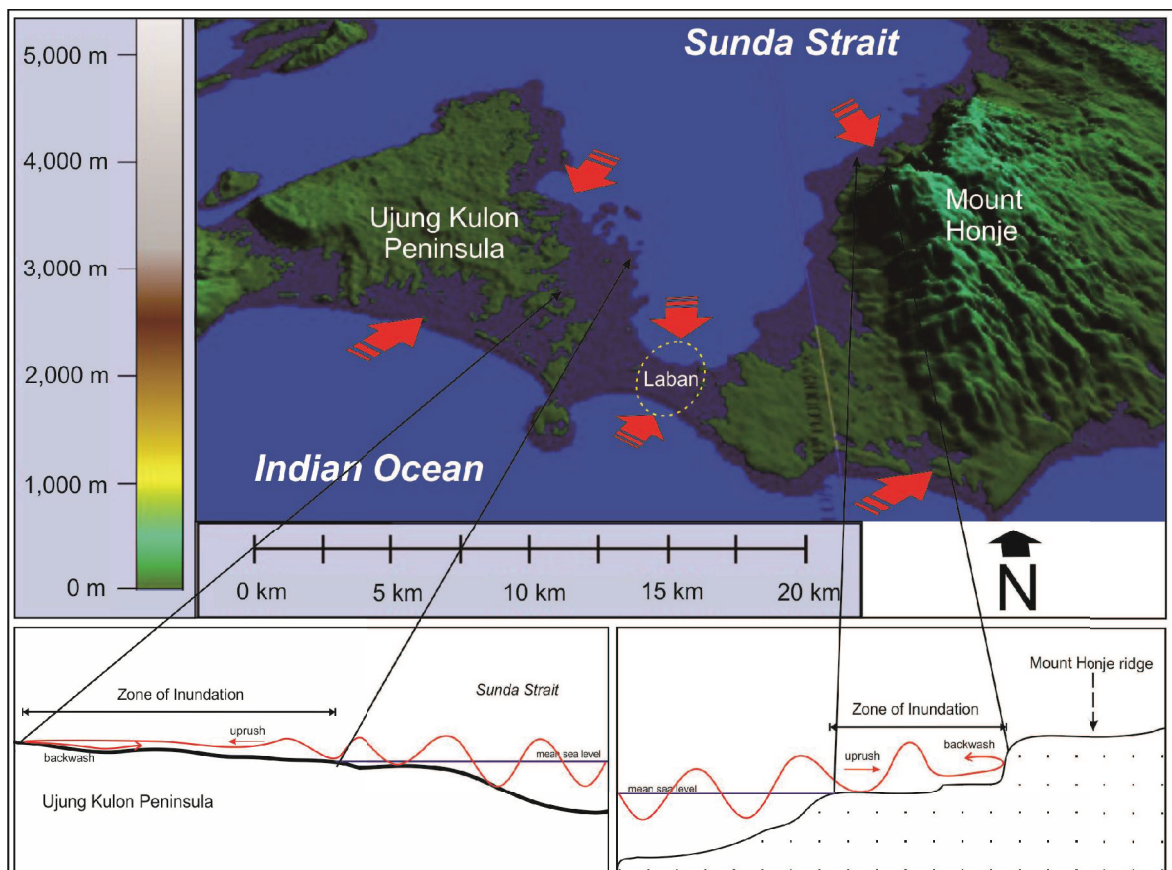 5,000 m
4,000 m
3,000 m
2,000 m
1,000 m
0 m
Sunda Strait
Ujung Kulon
Peninsula
Mount
Honje
Laban
Indian Ocean
0 km
5 km
10 km
15 km
20 km
N
Zone of Inundation
Sunda Strait
uprush
backwash
mean sea level
Ujung Kulon Peninsula
Mount Honje ridge
Zone of Inundation
uprush
backwash
mean sea level